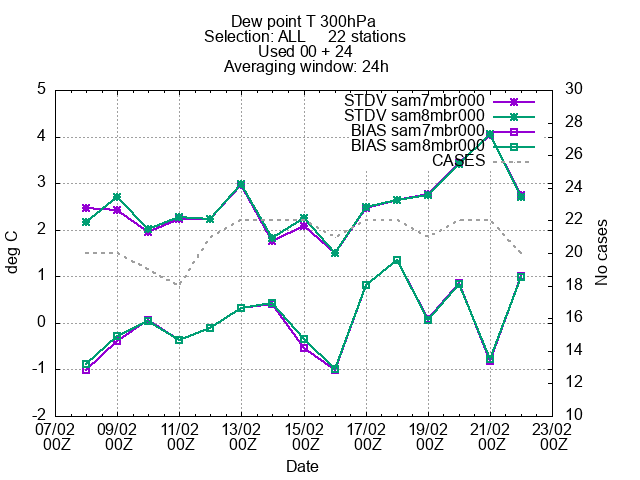 Dew point T 300hPa
Selection: ALL 22 stations
Used 00 + 24
Averaging window: 24h
STDV sam7mbr000
STDV sam8mbr000
BIAS sam7mbr000
BIAS sam8mbr000
CASES
deg C
5
4
3
2
1
0
-1
-2
No cases
30
28
26
24
22
20
18
16
14
12
10
07/02 09/02 11/02 13/02 15/02 17/02 19/02 21/02 23/02
00Z 00Z 00Z 00Z 00Z 00Z 00Z 00Z 00Z
Date